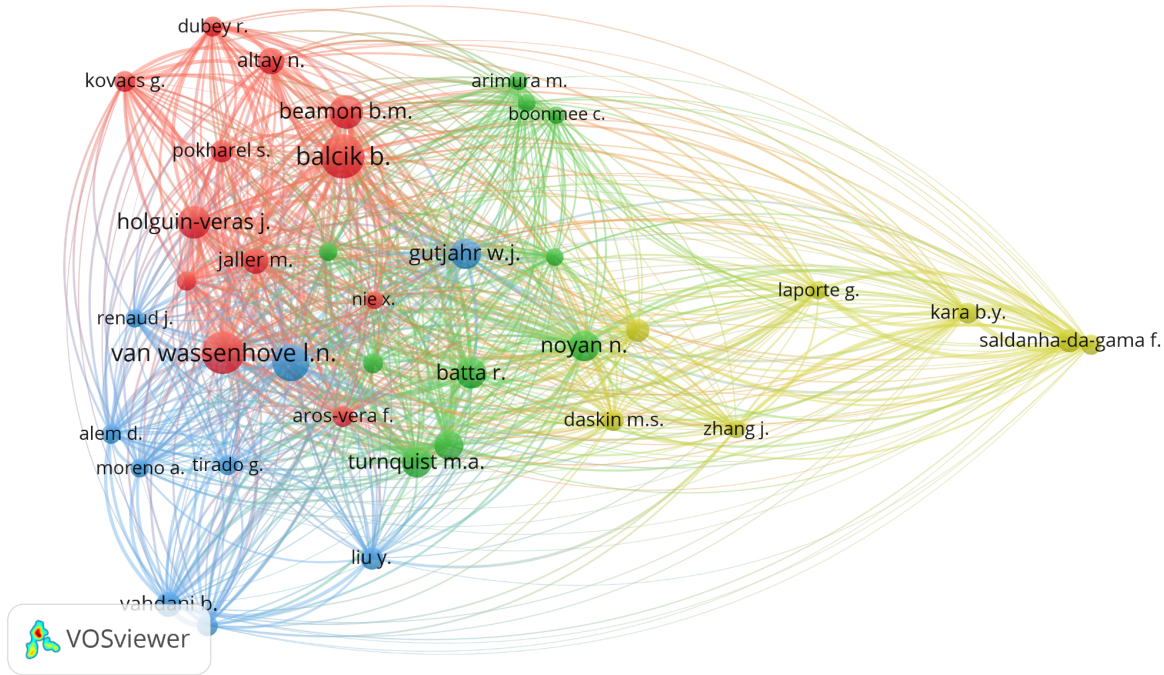 dubey r.
altay n.
kovacs g.
arimura m.
beamon b.m.
boonmee c.
pokharel s.
balcik b.
holguin-veras j.
gutjahr w.j.
jaller m.
laporte g.
nie x.
kara b.y.
renaud j.
saldanha-da-gama f.
noyan n.
van wassenhove l.n.
batta r.
aros-vera f.
daskin m.s.
zhang j.
alem d.
turnquist m.a.
moreno a.
tirado g.
liu y.
vahdani b.
VOSviewer